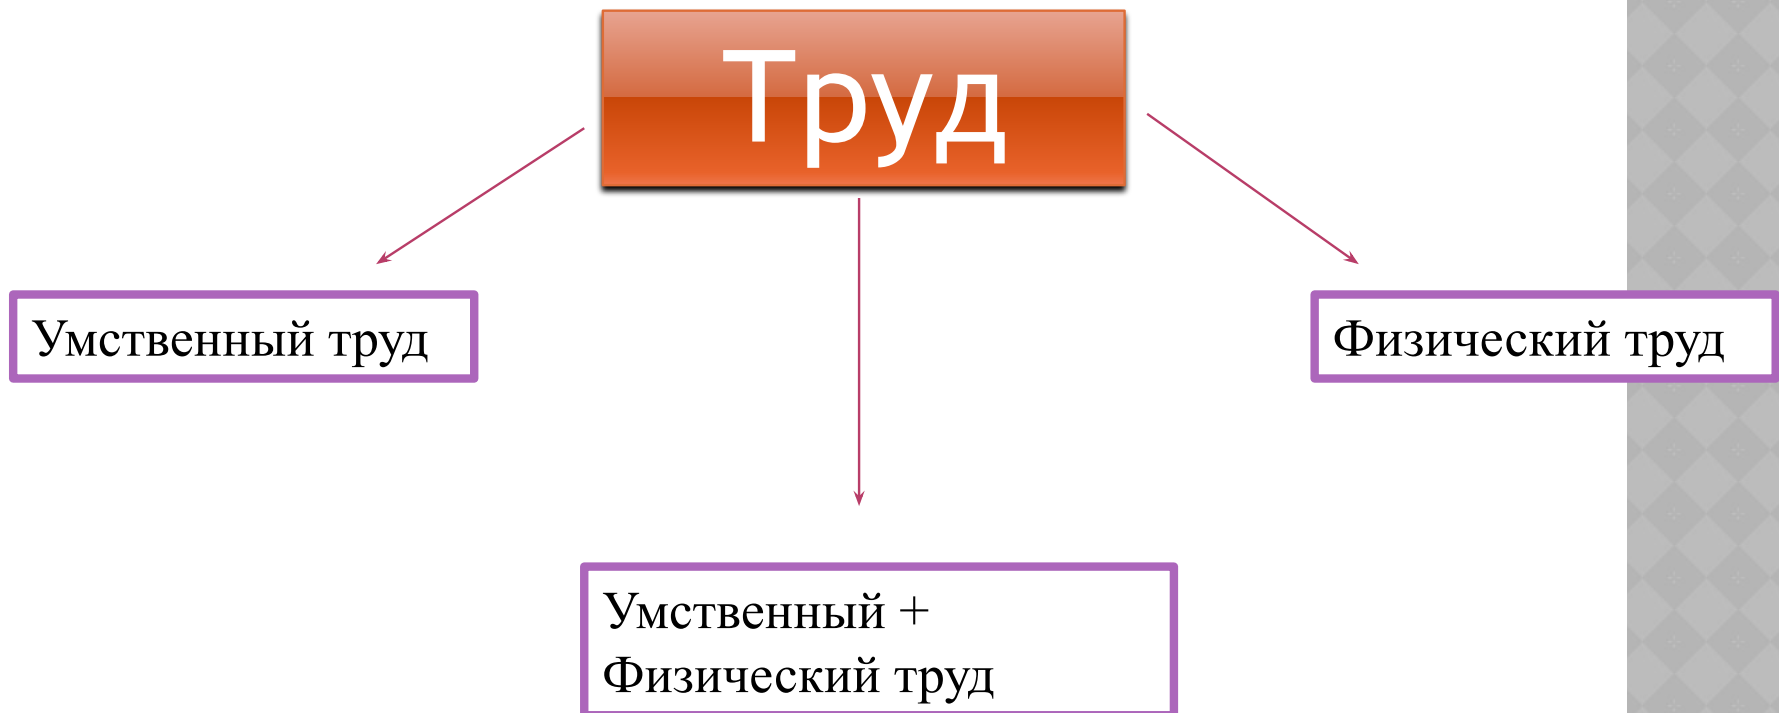 Труд
Умственный труд
Физический труд
Умственный +
Физический труд